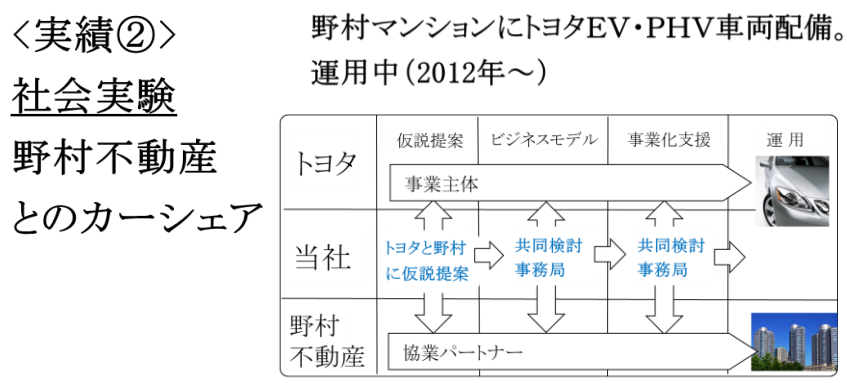 <実績②>
社会実験
野村不動産
とのカーシェア
野村マンションにトヨタEV・PHV車両配備。
運用中(2012年~)
仮説提案 ビジネスモデル 事業化支援 運用
トヨタ
事業主体
当社
トヨタと野村
に仮説提案
共同検討
事務局
共同検討
事務局
野村
不動産
協業パートナー